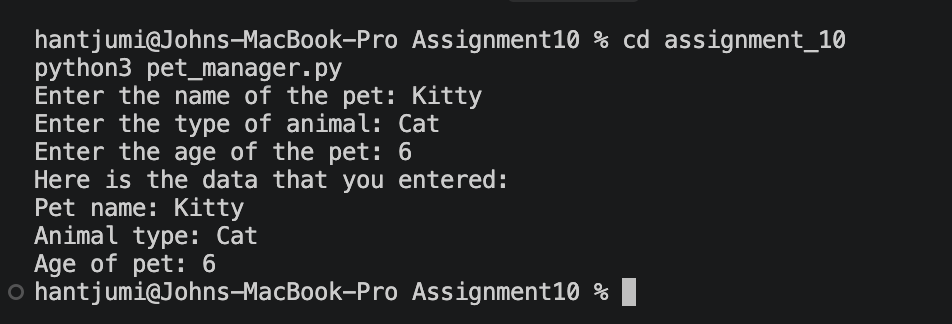 hantjumi@Johns-MacBook-Pro Assignment10 % cd assignment_10
python3 pet_manager.py
Enter the name of the pet: Kitty
Enter the type of animal: Cat
Enter the age of the pet: 6
Here is the data that you entered:
Pet name: Kitty
Animal type: Cat
Age of pet: 6
hantjumi@Johns-MacBook-Pro Assignment10 %